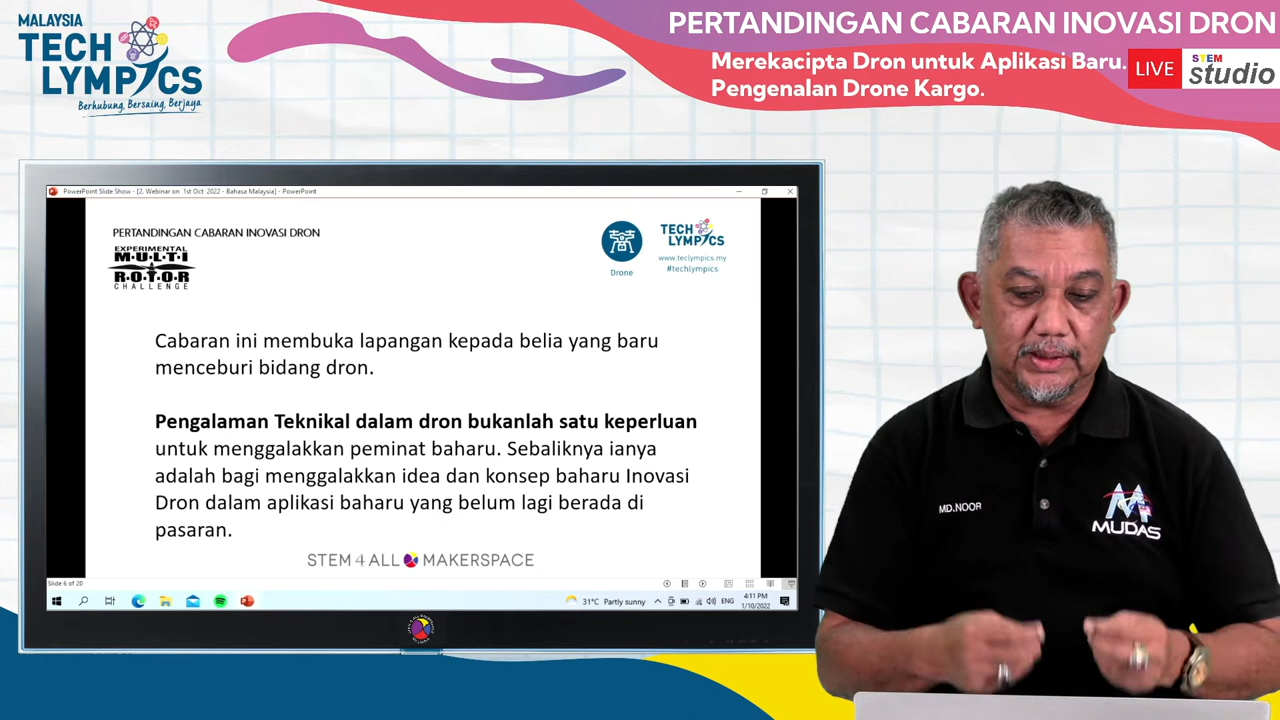 MALAYSIA
TECH
LYMPICS
Berhubung, Bersaing, Berjaya
PERTANDINGAN CABARAN INOVASI DRON
Merekacipta Dron untuk Aplikasi Baru.
Pengenalan Drone Kargo.
LIVE
STEM
studio
PowerPoint Slide Show - [2. Webinar on 1st Oct 2022 - Bahasa Malaysia] - PowerPoint
PERTANDINGAN CABARAN INOVASI DRON
EXPERIMENTAL
M·U·L·T·I
R·O·T·O·R
CHALLENGE
Drone
TECH
LYMPICS
www.teclympics.my
#techlympics
Cabaran ini membuka lapangan kepada belia yang baru
menceburi bidang dron.
Pengalaman Teknikal dalam dron bukanlah satu keperluan
untuk menggalakkan peminat baharu. Sebaliknya ianya
adalah bagi menggalakkan idea dan konsep baharu Inovasi
Dron dalam aplikasi baharu yang belum lagi berada di
pasaran.
STEM 4 ALL MAKERSPACE
Slide 6 of 20
31°C Partly sunny
ENG
4:11 PM
1/10/2022
MD.NOOR
MUDAS